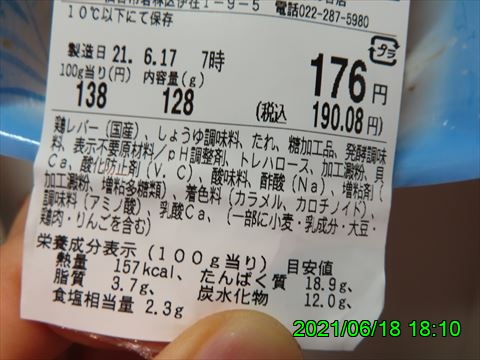 電話022-287-5980
10℃以下にて保存
プラ
製造日 21. 6.17 7時
100g当り(円) 内容量(g)
138 128
176円
(税込 190.08円)
鶏レバー(国産)、しょうゆ調味料、たれ、糖加工品、発酵調味
料、表示不要原材料/pH調整剤、トレハロース、加工澱粉、貝
Ca、酸化防止剤(V.C)、酸味料、酢酸(Na)、増粘剤(
加工澱粉、増粘多糖類)、着色料(カラメル、カロチノイド)、
調味料(アミノ酸)、乳酸Ca、(一部に小麦・乳成分・大豆・
鶏肉・りんごを含む)
栄養成分表示(100g当り) 目安値
熱量 157kcal、たんぱく質 18.9g、
脂質 3.7g、 炭水化物 12.0g、
食塩相当量 2.3g
2021/06/18 18:10